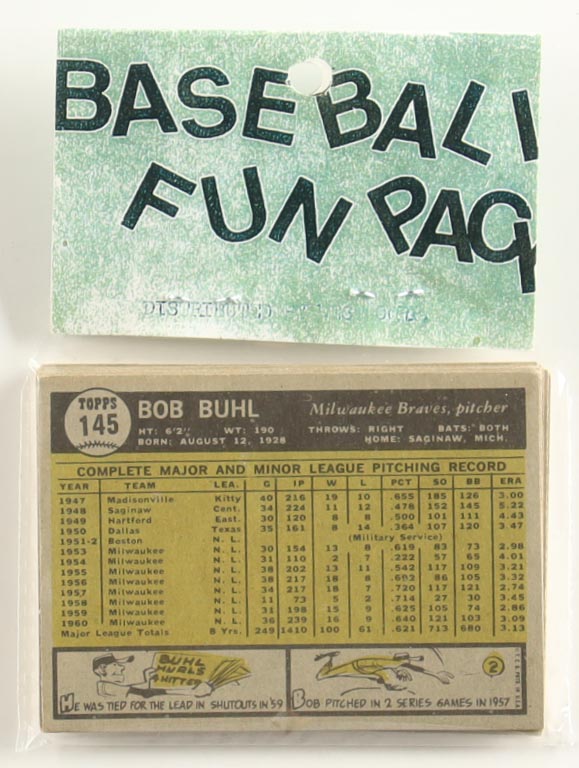 BASEBALL
FUN PACK
DISTRIBUTED
TOPPS
145
BOB BUHL Milwaukee Braves, pitcher
HT: 6'2" WT: 190 THROWS: RIGHT BATS: BOTH
BORN: AUGUST 12, 1928 HOME: SAGINAW, MICH.
COMPLETE MAJOR AND MINOR LEAGUE PITCHING RECORD
YEAR TEAM LEA. G IP W L PCT SO BB ERA
1947 Madisonville Kitty 40 216 19 10 .655 185 126 3.00
1948 Saginaw Cent. 34 224 11 12 .478 152 145 5.22
1949 Hartford East. 30 120 8 8 .500 101 111 4.43
1950 Dallas Texas 35 161 8 14 .364 107 120 3.47
1951-2 Boston N. L. (Military Service)
1953 Milwaukee N. L. 30 154 13 8 .619 83 73 2.98
1954 Milwaukee N. L. 31 110 2 7 .222 57 65 4.01
1955 Milwaukee N. L. 38 202 13 11 .542 117 109 3.21
1956 Milwaukee N. L. 38 217 18 8 .692 86 105 3.32
1957 Milwaukee N. L. 34 217 18 7 .720 117 121 2.74
1958 Milwaukee N. L. 11 73 5 2 .714 27 30 3.45
1959 Milwaukee N. L. 31 198 15 9 .625 105 74 2.86
1960 Milwaukee N. L. 36 239 16 9 .640 121 123 3.09
Major League Totals 8 Yrs. 249 1410 100 61 .621 713 680 3.13
BUHL
HURLS
4 HITTER
HE WAS TIED FOR THE LEAD IN SHUTOUTS IN '59
2
BOB PITCHED IN 2 SERIES GAMES IN 1957